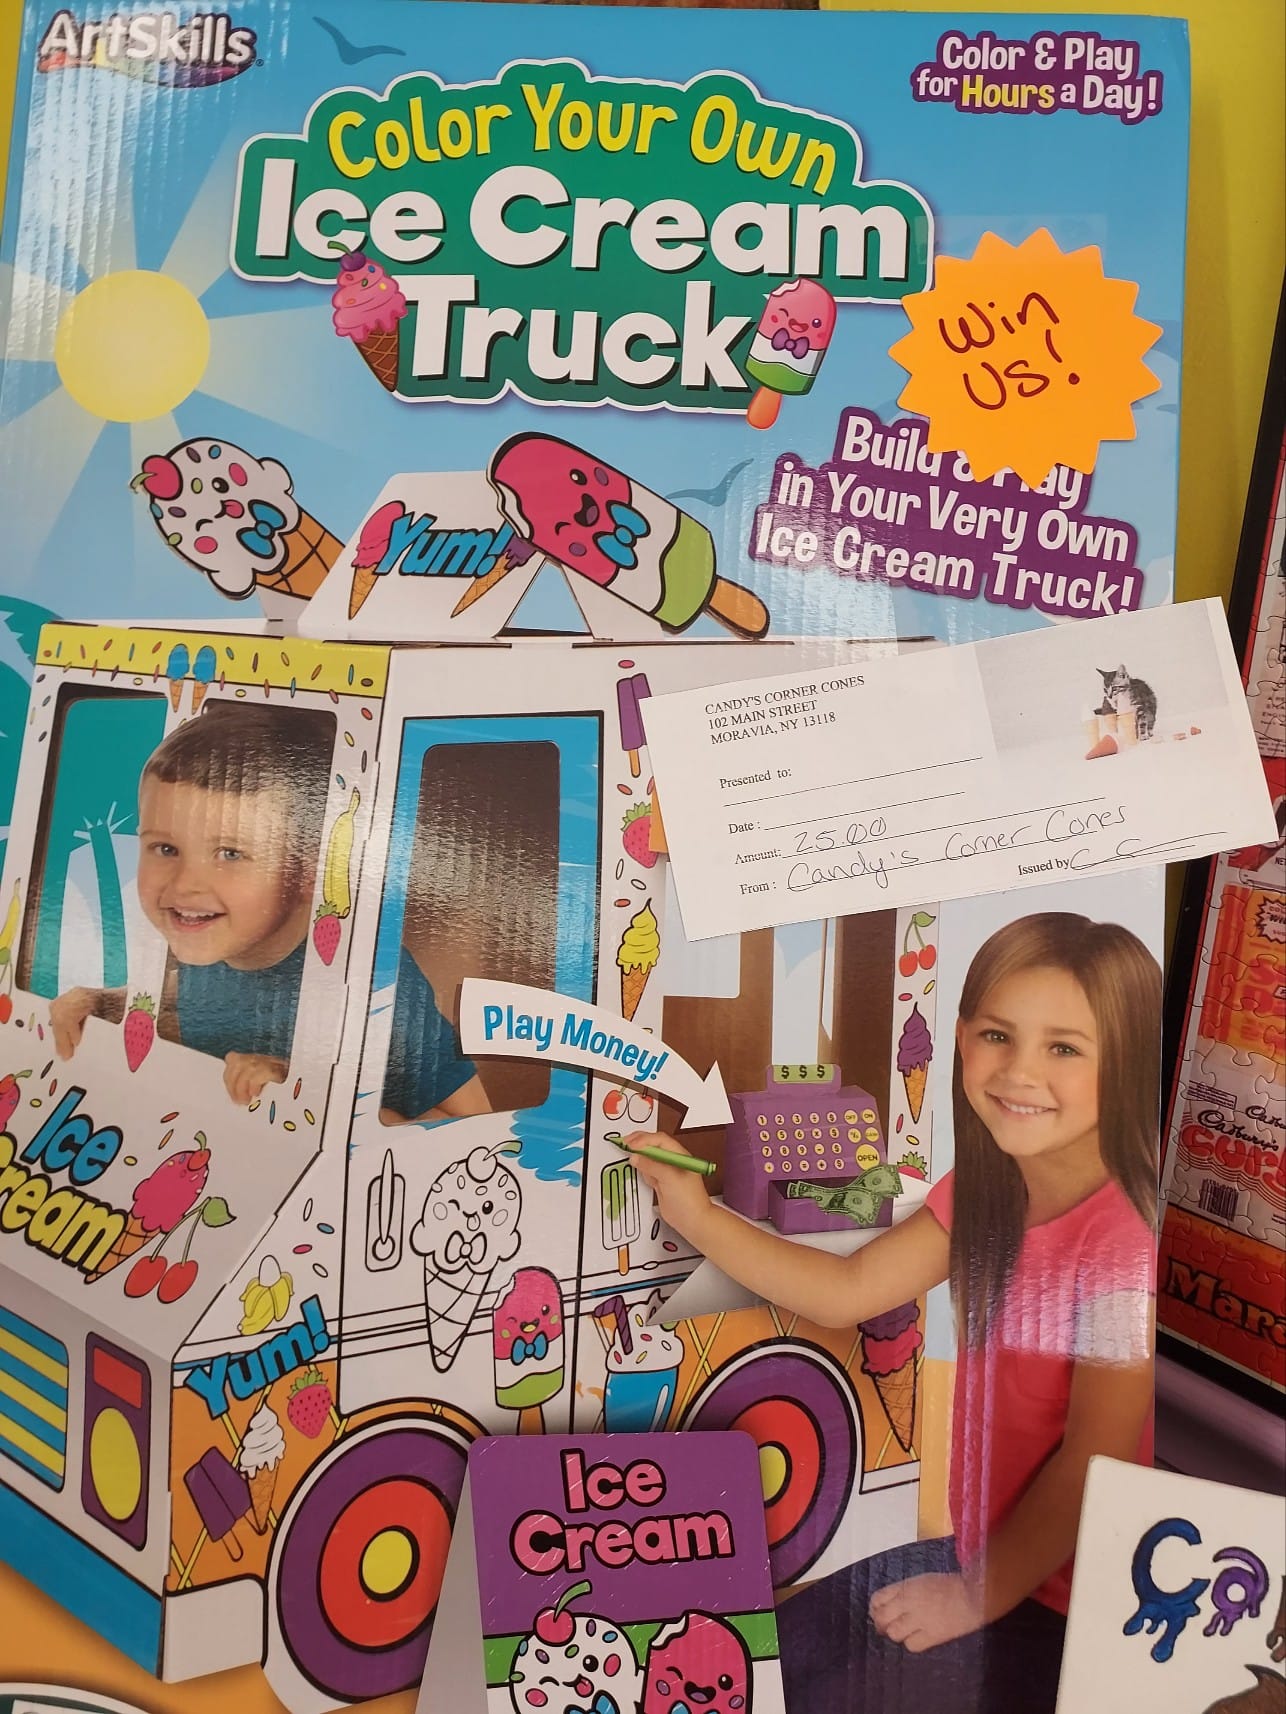 ArtSkills
Color & Play
for Hours a Day!
Color Your Own
Ice Cream
Truck
Win
Us!
Build & Play
in Your Very Own
Ice Cream Truck!
Yum!
CANDY'S CORNER CONES
102 MAIN STREET
MORAVIA, NY 13118
Presented to:
Date:
Amount: 25.00
From: Candy's Corner Cones
Issued by
Play Money!
$ $ $
OPEN
Ice
Cream
Yum!
Ice
Cream
Ca